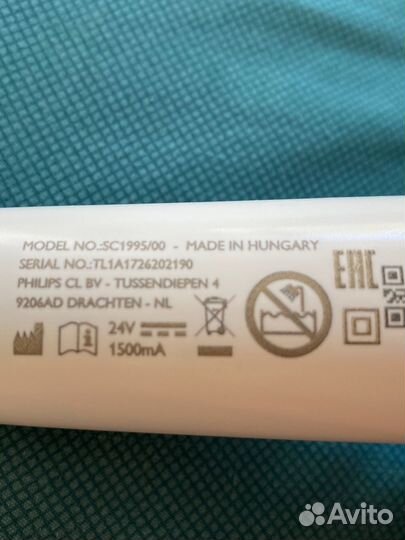 MODEL NO.:SC1995/00 - MADE IN HUNGARY
SERIAL NO.:TL1A1726202190
PHILIPS CL BV - TUSSENDIEPEN 4
9206AD DRACHTEN - NL
24V
1500mA
EAC
Avito